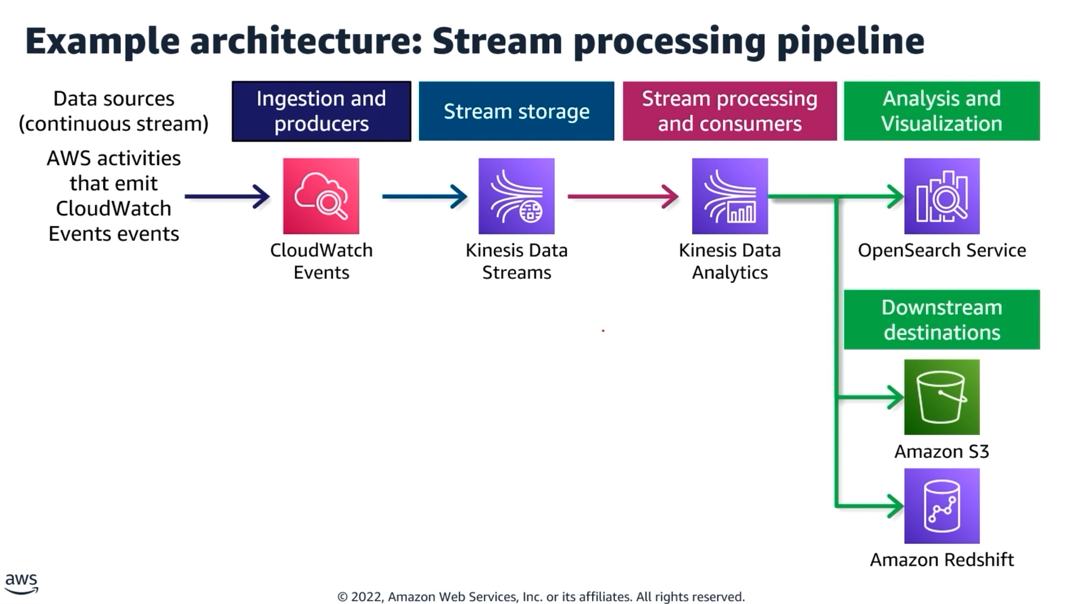 Example architecture: Stream processing pipeline
Data sources
(continuous stream)
Ingestion and
producers
Stream storage
Stream processing
and consumers
Analysis and
Visualization
AWS activities
that emit
CloudWatch
Events events
CloudWatch
Events
Kinesis Data
Streams
Kinesis Data
Analytics
OpenSearch Service
Downstream
destinations
Amazon S3
Amazon Redshift
aws
© 2022, Amazon Web Services, Inc. or its affiliates. All rights reserved.